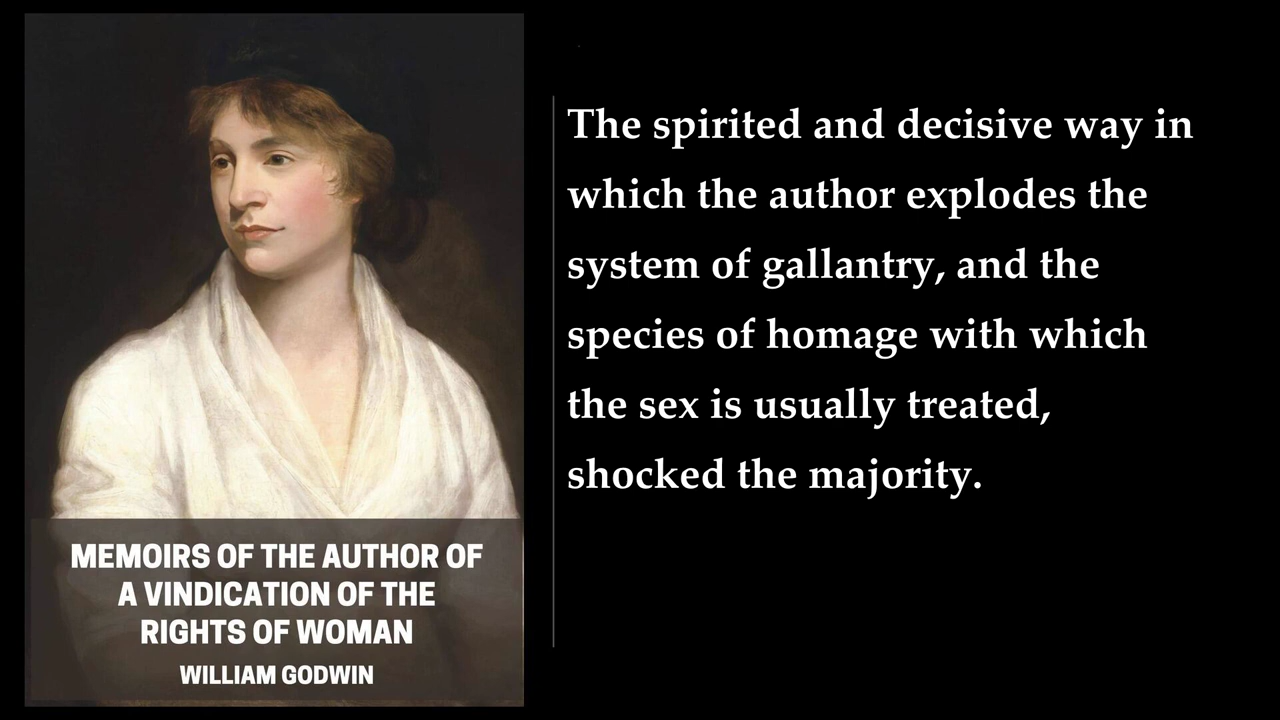 MEMOIRS OF THE AUTHOR OF
A VINDICATION OF THE
RIGHTS OF WOMAN
WILLIAM GODWIN
The spirited and decisive way in
which the author explodes the
system of gallantry, and the
species of homage with which
the sex is usually treated,
shocked the majority.